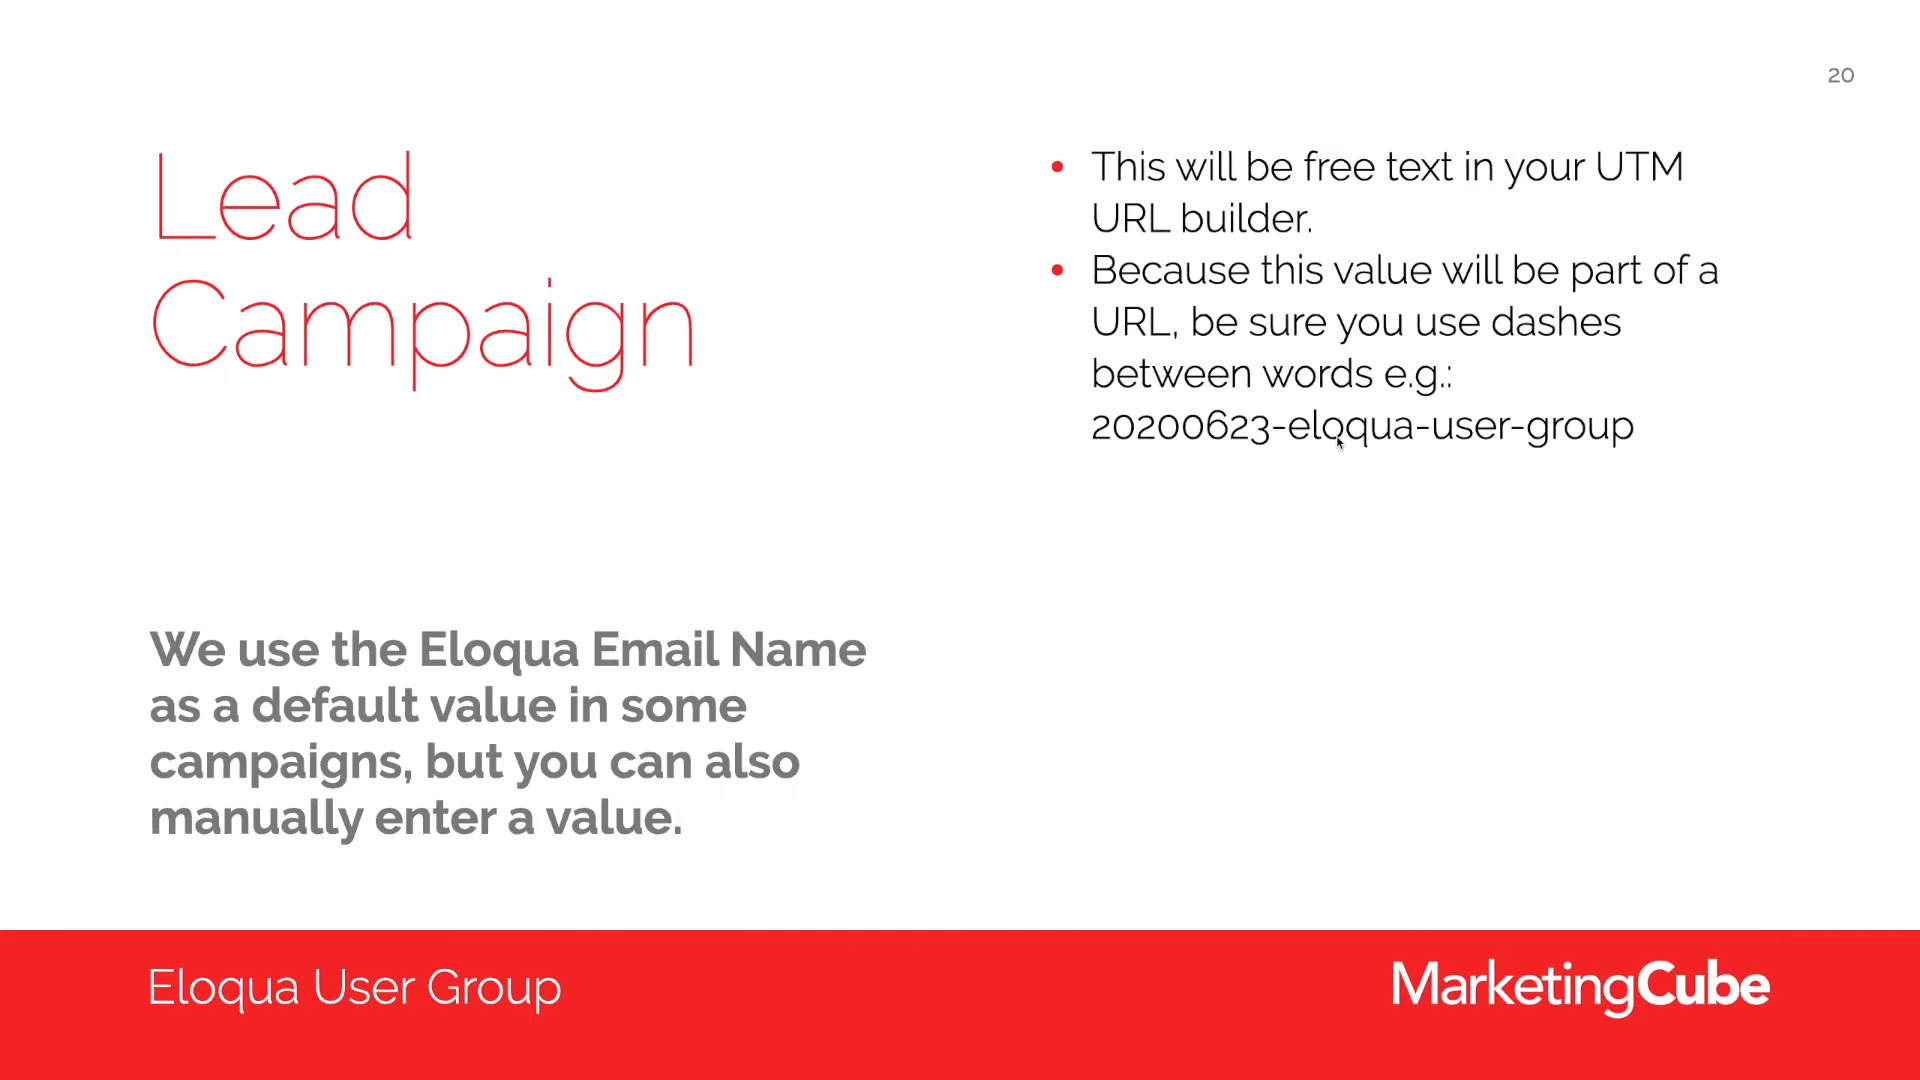 20
Lead
Campaign
• This will be free text in your UTM
URL builder.
• Because this value will be part of a
URL, be sure you use dashes
between words e.g.:
20200623-eloqua-user-group
We use the Eloqua Email Name
as a default value in some
campaigns, but you can also
manually enter a value.
Eloqua User Group
MarketingCube